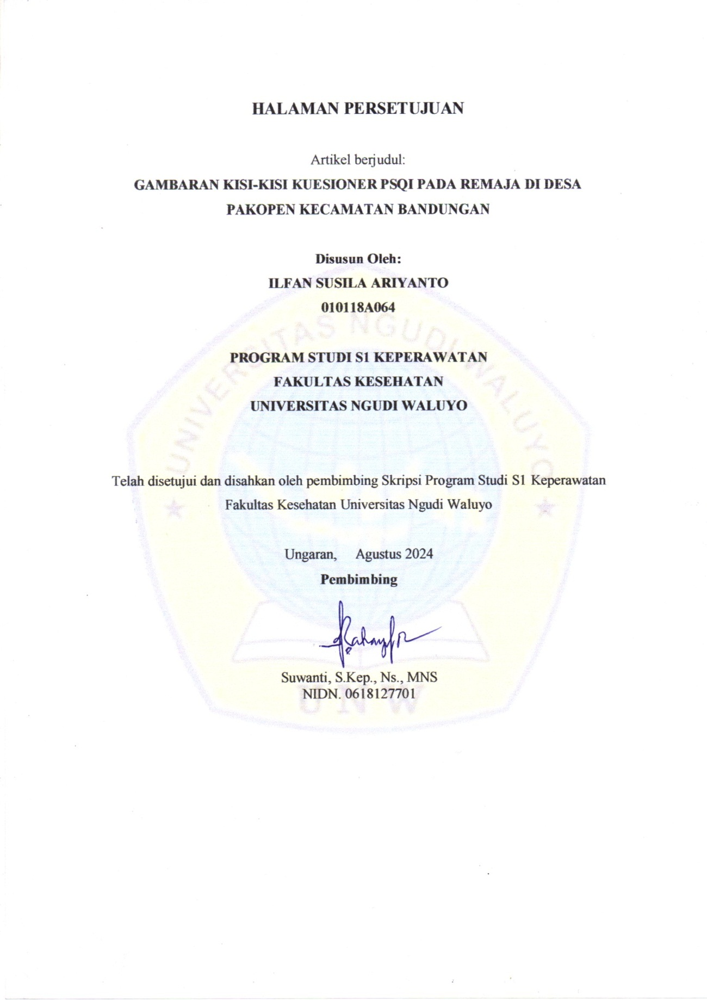 HALAMAN PERSETUJUAN
Artikel berjudul:
GAMBARAN KISI-KISI KUESIONER PSQI PADA REMAJA DI DESA
PAKOPEN KECAMATAN BANDUNGAN
Disusun Oleh:
ILFAN SUSILA ARIYANTO
010118A064
UNIVERSITAS NGUDI WALUYO
PROGRAM STUDI S1 KEPERAWATAN
FAKULTAS KESEHATAN
UNIVERSITAS NGUDI WALUYO
Telah disetujui dan disahkan oleh pembimbing Skripsi Program Studi S1 Keperawatan
Fakultas Kesehatan Universitas Ngudi Waluyo
Ungaran, Agustus 2024
Pembimbing
Suwanti, S.Kep., Ns., MNS
NIDN. 0618127701
UNW